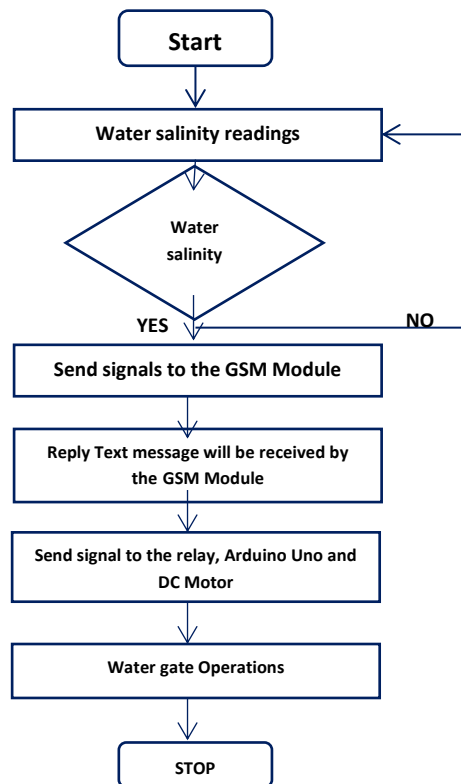 Start
Water salinity readings
Water
salinity
YES
NO
Send signals to the GSM Module
Reply Text message will be received by
the GSM Module
Send signal to the relay, Arduino Uno and
DC Motor
Water gate Operations
STOP